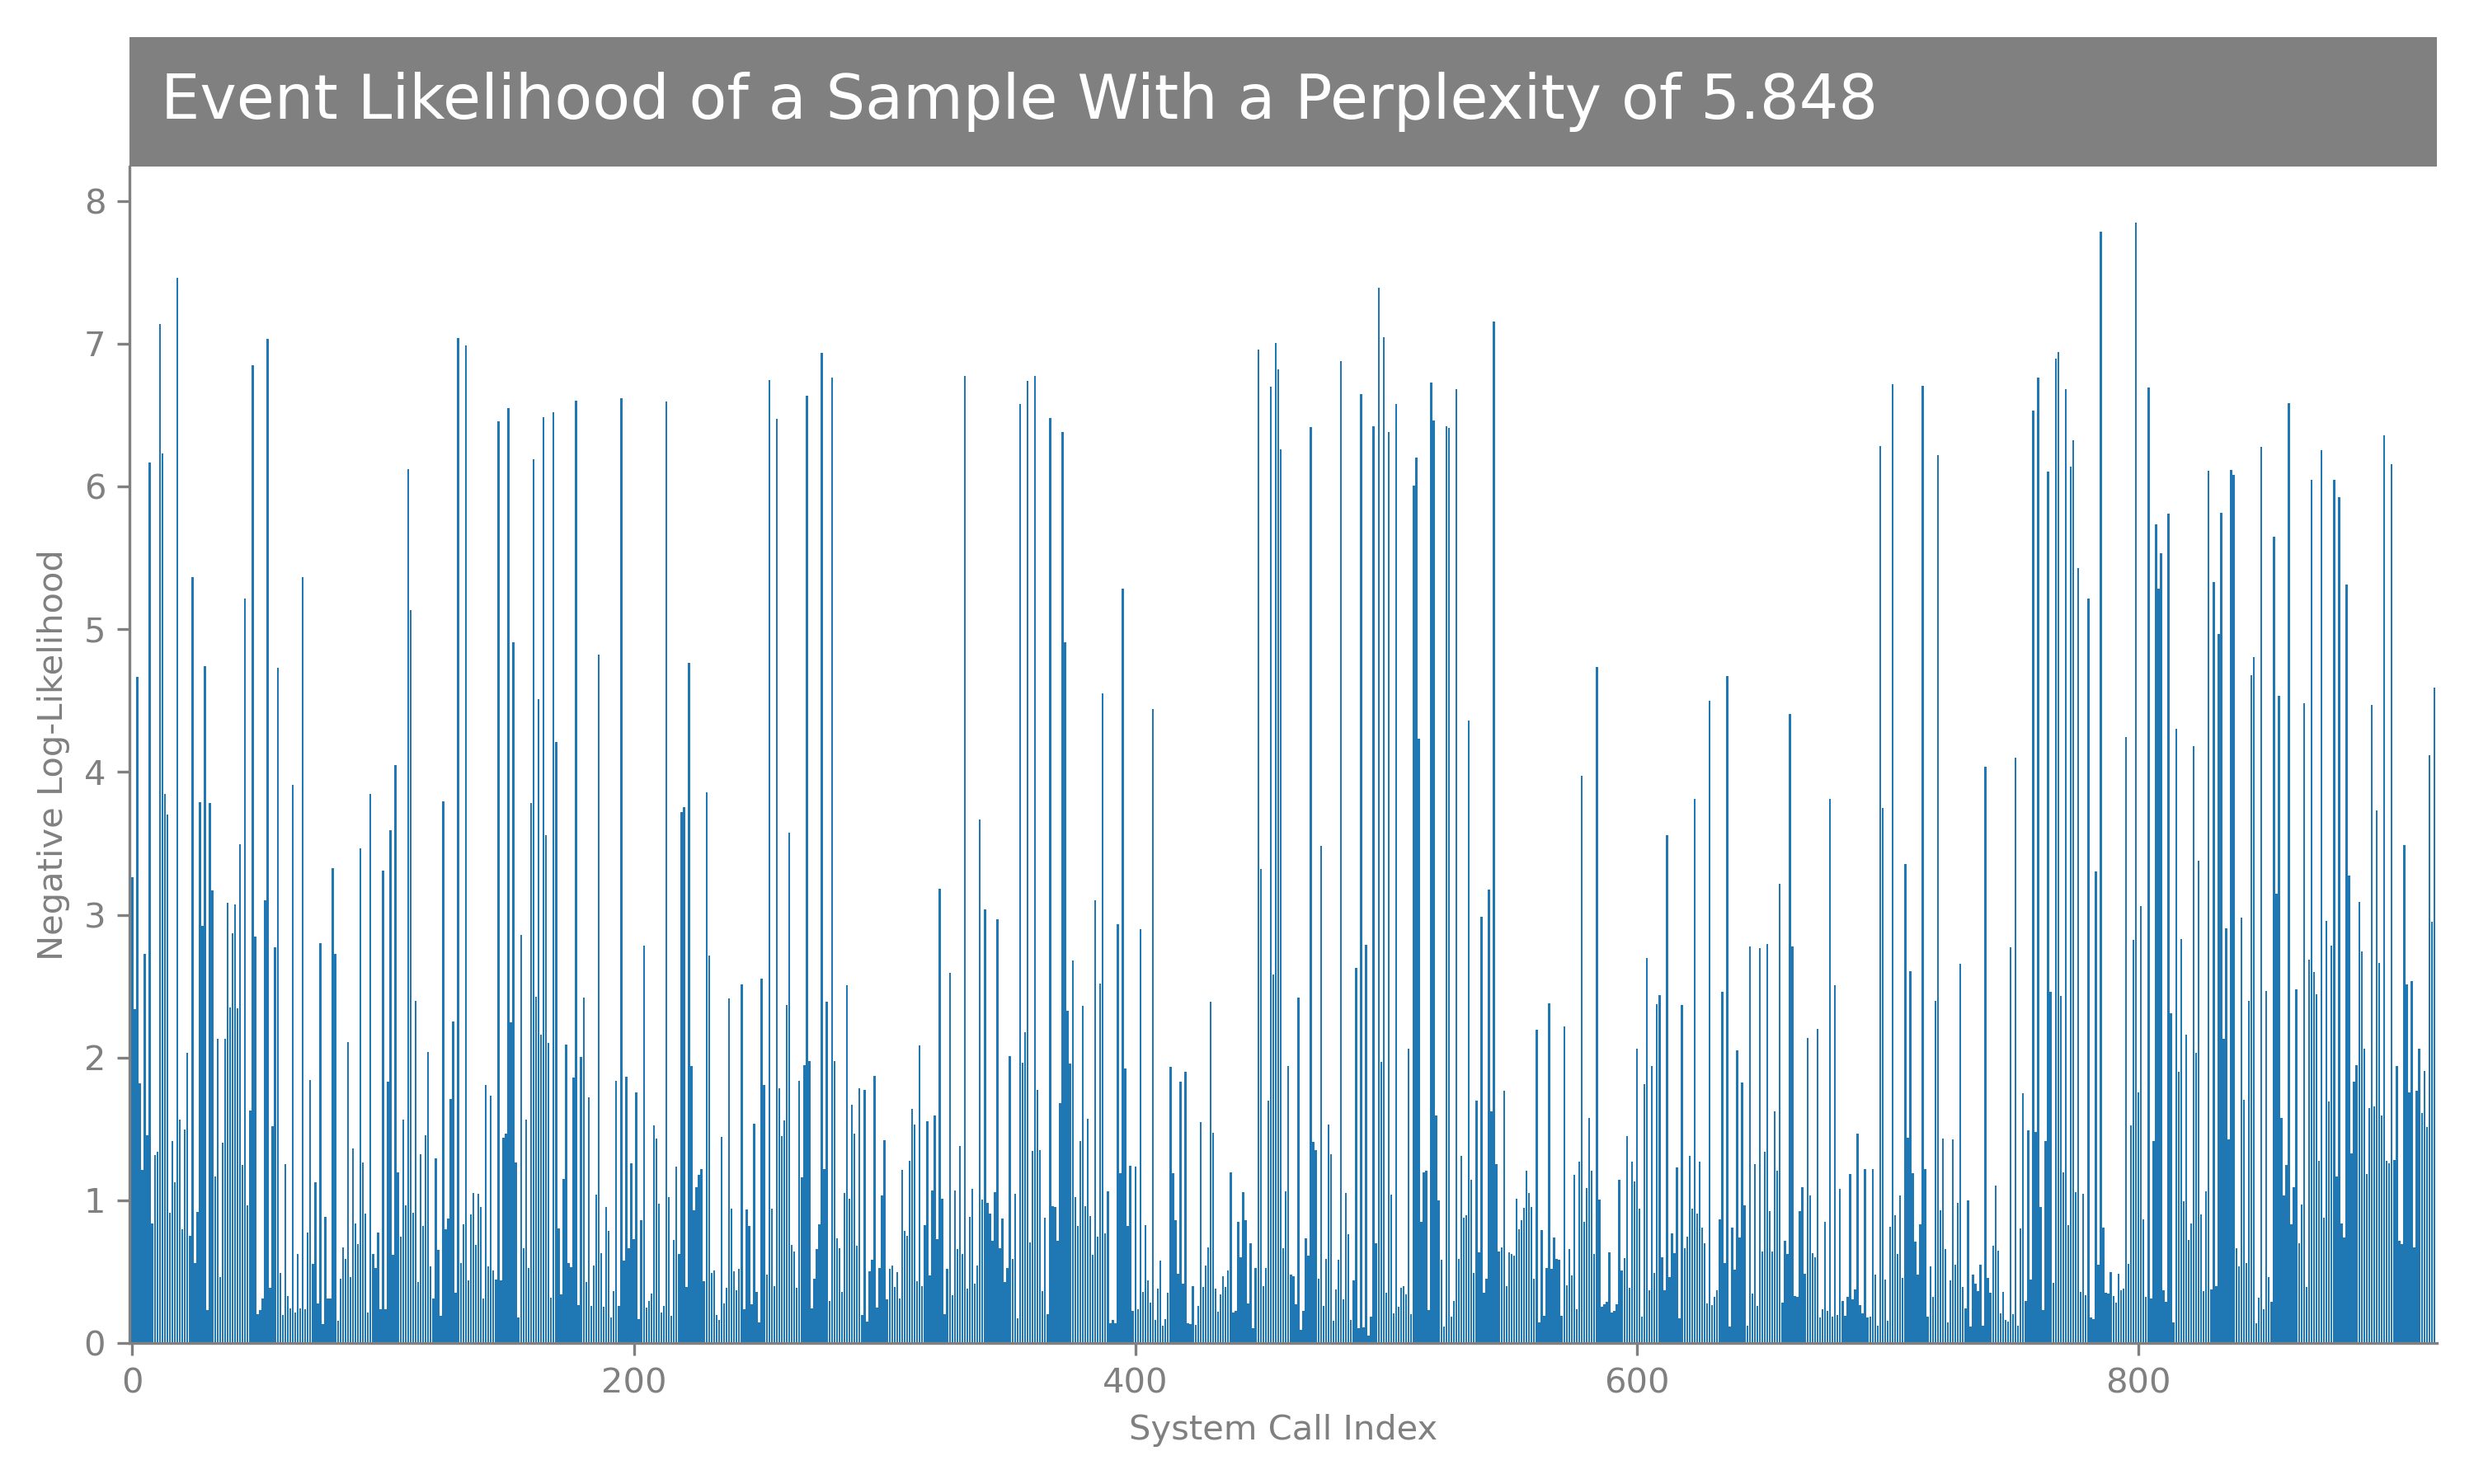 Event Likelihood of a Sample With a Perplexity of 5.848
8
7
6
5
4
3
2
1
0
Negative Log-Likelihood
0 200 400 600 800
System Call Index